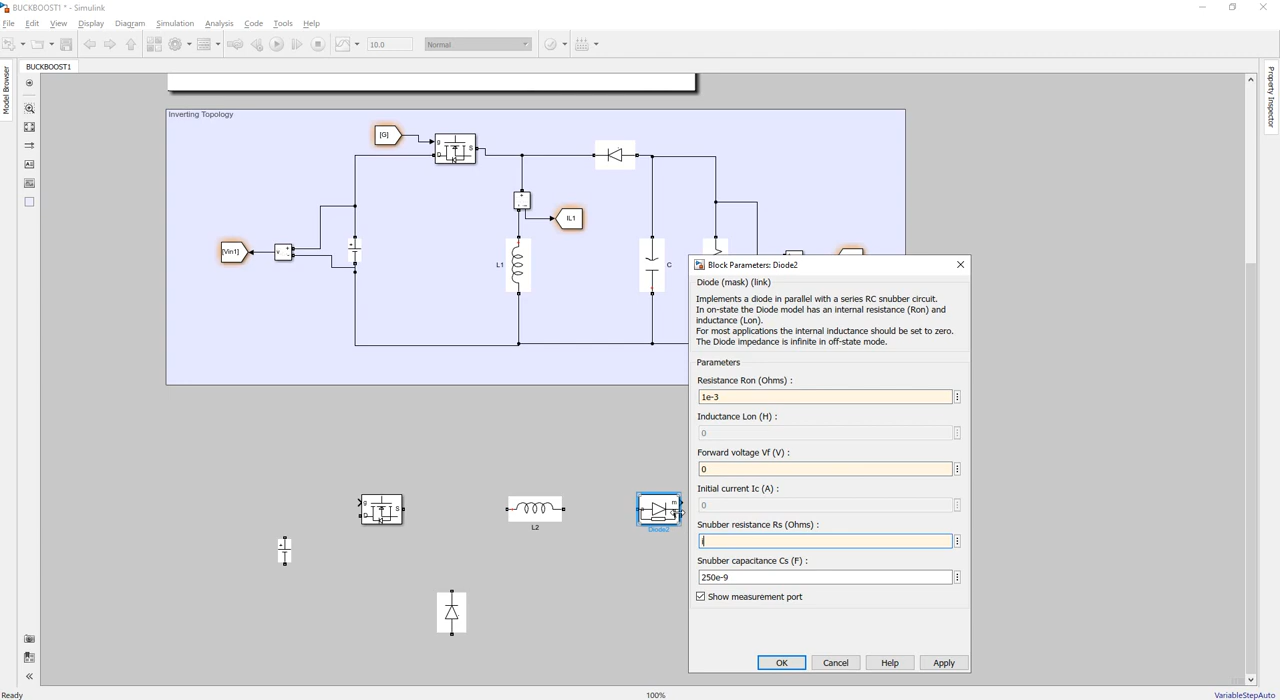 BUCKBOOST1 * - Simulink
File Edit View Display Diagram Simulation Analysis Code Tools Help
10.0 Normal
BUCKBOOST1
Model Browser
Property Inspector
Inverting Topology
[G]
g
D
S
IL1
[Vin1]
v
L1
C
g
D
L2
m
Diode2
Block Parameters: Diode2
Diode (mask) (link)
Implements a diode in parallel with a series RC snubber circuit.
In on-state the Diode model has an internal resistance (Ron) and
inductance (Lon).
For most applications the internal inductance should be set to zero.
The Diode impedance is infinite in off-state mode.
Parameters
Resistance Ron (Ohms) :
1e-3
Inductance Lon (H) :
0
Forward voltage Vf (V) :
0
Initial current Ic (A) :
0
Snubber resistance Rs (Ohms) :
i
Snubber capacitance Cs (F) :
250e-9
Show measurement port
OK Cancel Help Apply
Ready 100% VariableStepAuto